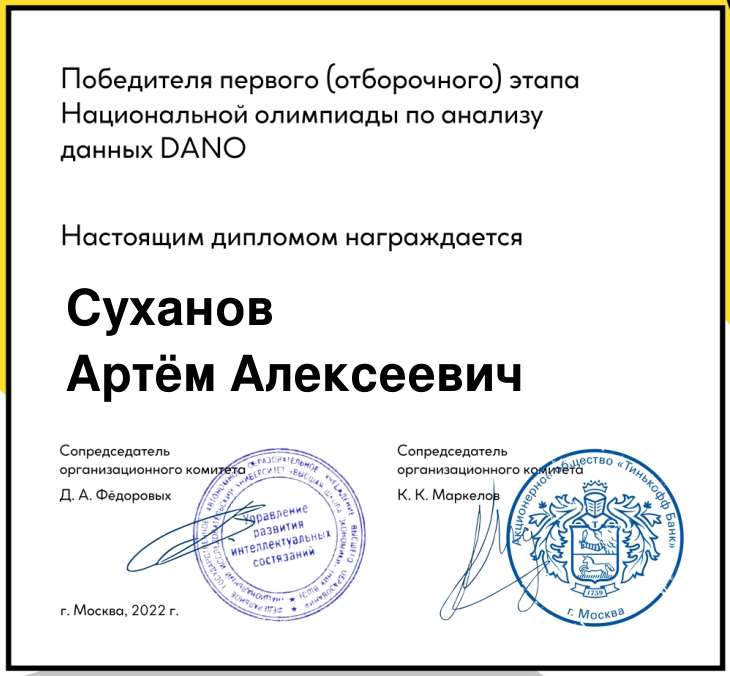 Победителя первого (отборочного) этапа
Национальной олимпиады по анализу
данных DANO
Настоящим дипломом награждается
Суханов
Артём Алексеевич
Сопредседатель
организационного комитета
Д. А. Фёдоровых
Сопредседатель
организационного комитета
К. К. Маркелов
Управление
развития
интеллектуальных
состязаний
Акционерное общество «Тинькофф Банк»
г. Москва
г. Москва, 2022 г.